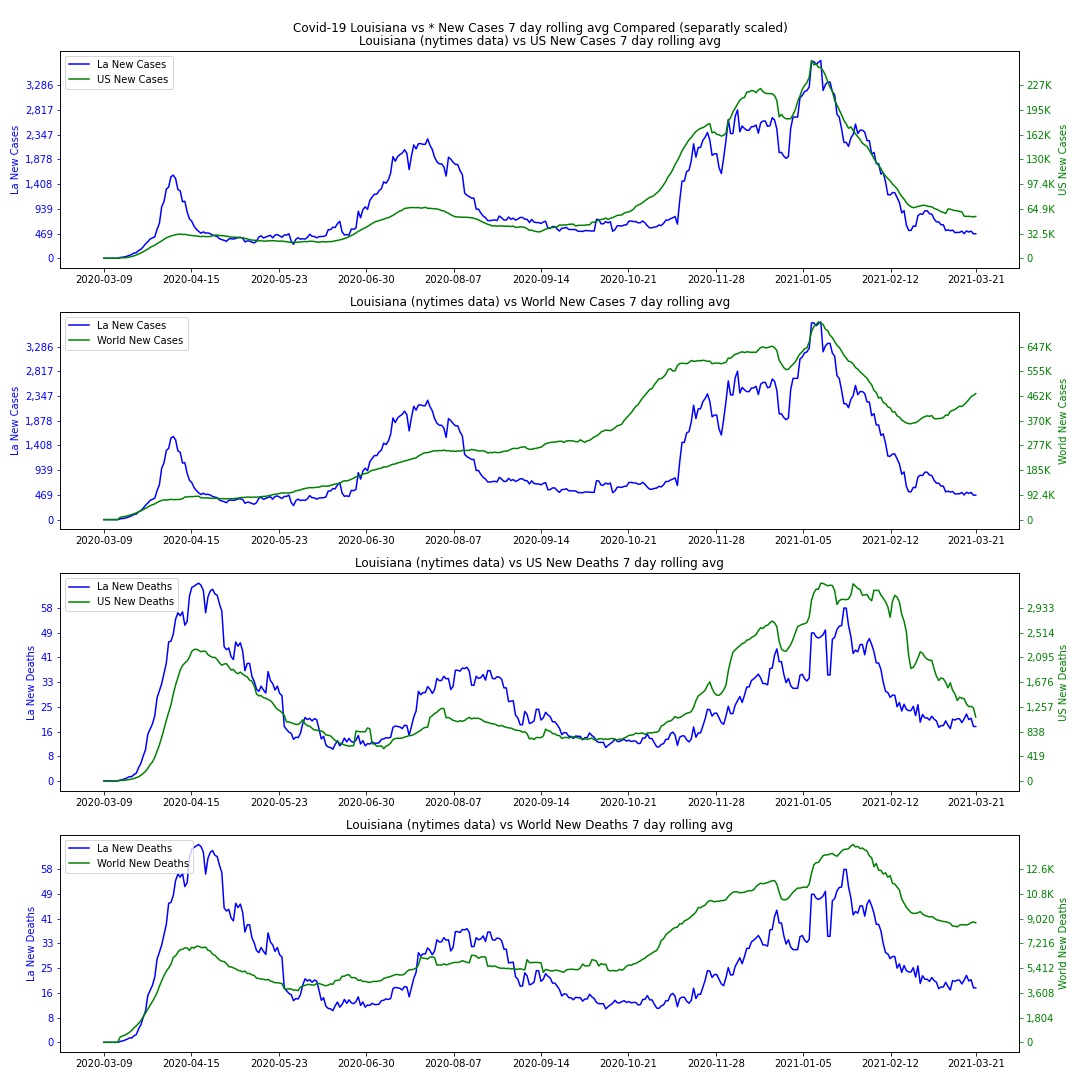 Covid-19 Louisiana vs * New Cases 7 day rolling avg Compared (separatly scaled)
Louisiana (nytimes data) vs US New Cases 7 day rolling avg
La New Cases
US New Cases
3,286
2,817
2,347
1,878
1,408
939
469
0
La New Cases
227K
195K
162K
130K
97.4K
64.9K
32.5K
0
US New Cases
2020-03-09 2020-04-15 2020-05-23 2020-06-30 2020-08-07 2020-09-14 2020-10-21 2020-11-28 2021-01-05 2021-02-12 2021-03-21
Louisiana (nytimes data) vs World New Cases 7 day rolling avg
La New Cases
World New Cases
3,286
2,817
2,347
1,878
1,408
939
469
0
La New Cases
647K
555K
462K
370K
277K
185K
92.4K
0
World New Cases
2020-03-09 2020-04-15 2020-05-23 2020-06-30 2020-08-07 2020-09-14 2020-10-21 2020-11-28 2021-01-05 2021-02-12 2021-03-21
Louisiana (nytimes data) vs US New Deaths 7 day rolling avg
La New Deaths
US New Deaths
58
49
41
33
25
16
8
0
La New Deaths
2,933
2,514
2,095
1,676
1,257
838
419
0
US New Deaths
2020-03-09 2020-04-15 2020-05-23 2020-06-30 2020-08-07 2020-09-14 2020-10-21 2020-11-28 2021-01-05 2021-02-12 2021-03-21
Louisiana (nytimes data) vs World New Deaths 7 day rolling avg
La New Deaths
World New Deaths
58
49
41
33
25
16
8
0
La New Deaths
12.6K
10.8K
9,020
7,216
5,412
3,608
1,804
0
World New Deaths
2020-03-09 2020-04-15 2020-05-23 2020-06-30 2020-08-07 2020-09-14 2020-10-21 2020-11-28 2021-01-05 2021-02-12 2021-03-21